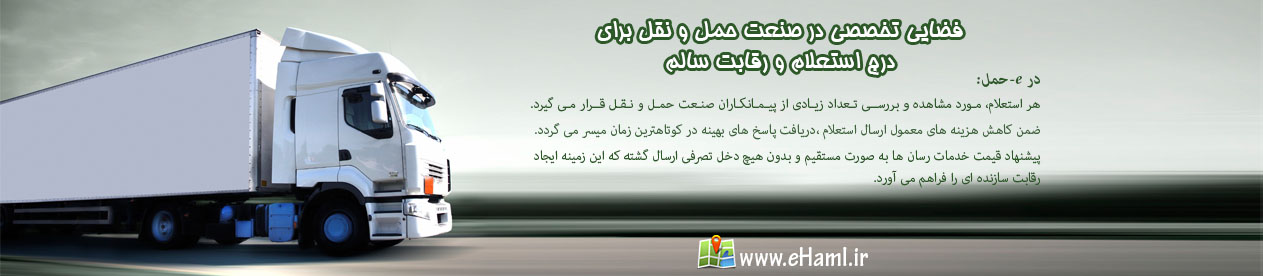 فضایی تخصصی در صنعت حمل و نقل برای
درج استعلام و رقابت سالم
در e-حمل:
هر استعلام، مورد مشاهده و بررسی تعداد زیادی از پیمانکاران صنعت حمل و نقل قرار می گیرد.
ضمن کاهش هزینه های معمول ارسال استعلام ،دریافت پاسخ های بهینه در کوتاهترین زمان میسر می گردد.
پیشنهاد قیمت خدمات رسان ها به صورت مستقیم و بدون هیچ دخل تصرفی ارسال گشته که این زمینه ایجاد
رقابت سازنده ای را فراهم می آورد.
www.eHaml.ir